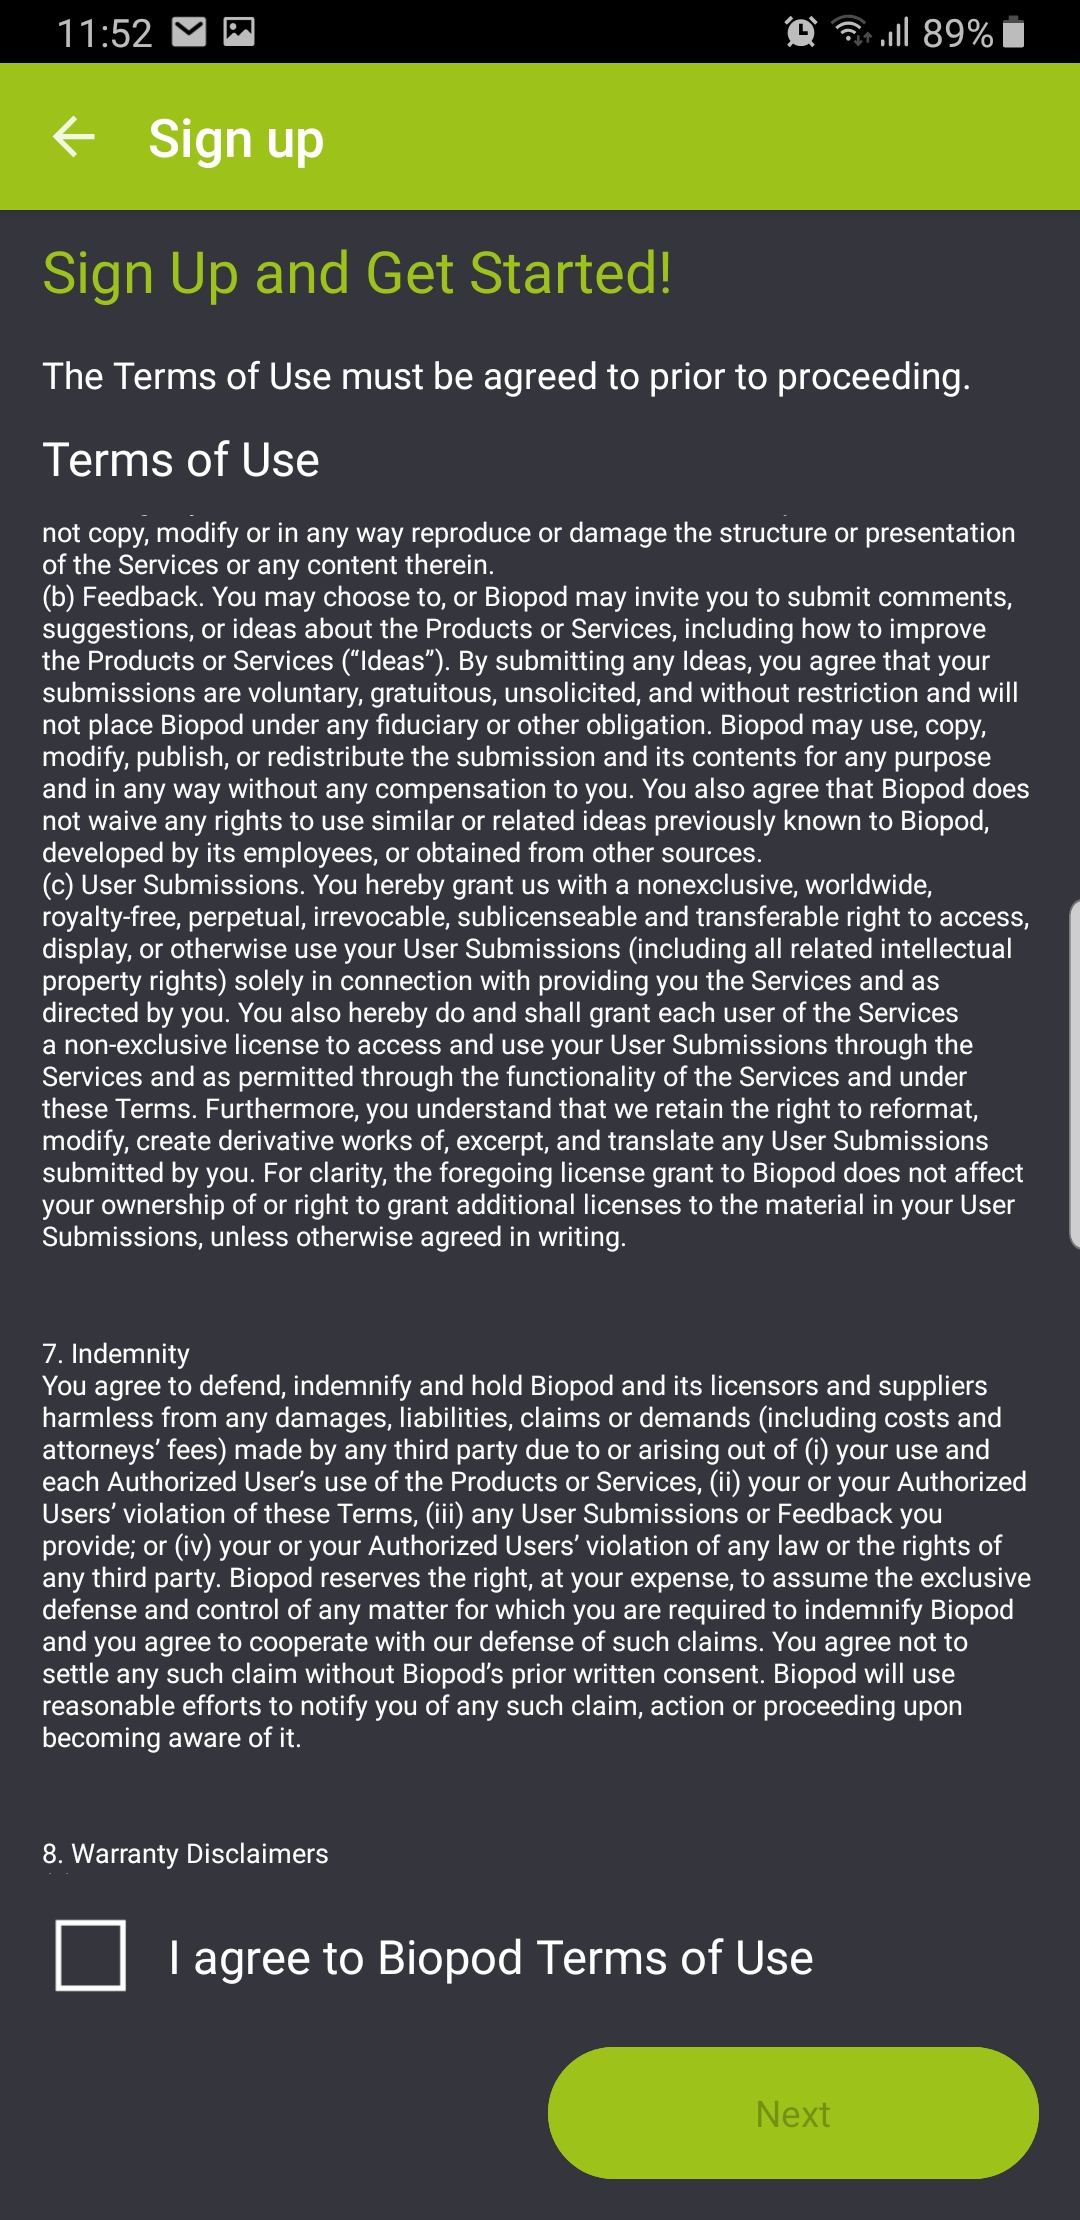 11:52
89%
Sign up
Sign Up and Get Started!
The Terms of Use must be agreed to prior to proceeding.
Terms of Use
not copy, modify or in any way reproduce or damage the structure or presentation
of the Services or any content therein.
(b) Feedback. You may choose to, or Biopod may invite you to submit comments,
suggestions, or ideas about the Products or Services, including how to improve
the Products or Services (“Ideas”). By submitting any Ideas, you agree that your
submissions are voluntary, gratuitous, unsolicited, and without restriction and will
not place Biopod under any fiduciary or other obligation. Biopod may use, copy,
modify, publish, or redistribute the submission and its contents for any purpose
and in any way without any compensation to you. You also agree that Biopod does
not waive any rights to use similar or related ideas previously known to Biopod,
developed by its employees, or obtained from other sources.
(c) User Submissions. You hereby grant us with a nonexclusive, worldwide,
royalty-free, perpetual, irrevocable, sublicenseable and transferable right to access,
display, or otherwise use your User Submissions (including all related intellectual
property rights) solely in connection with providing you the Services and as
directed by you. You also hereby do and shall grant each user of the Services
a non-exclusive license to access and use your User Submissions through the
Services and as permitted through the functionality of the Services and under
these Terms. Furthermore, you understand that we retain the right to reformat,
modify, create derivative works of, excerpt, and translate any User Submissions
submitted by you. For clarity, the foregoing license grant to Biopod does not affect
your ownership of or right to grant additional licenses to the material in your User
Submissions, unless otherwise agreed in writing.
7. Indemnity
You agree to defend, indemnify and hold Biopod and its licensors and suppliers
harmless from any damages, liabilities, claims or demands (including costs and
attorneys’ fees) made by any third party due to or arising out of (i) your use and
each Authorized User’s use of the Products or Services, (ii) your or your Authorized
Users’ violation of these Terms, (iii) any User Submissions or Feedback you
provide; or (iv) your or your Authorized Users’ violation of any law or the rights of
any third party. Biopod reserves the right, at your expense, to assume the exclusive
defense and control of any matter for which you are required to indemnify Biopod
and you agree to cooperate with our defense of such claims. You agree not to
settle any such claim without Biopod’s prior written consent. Biopod will use
reasonable efforts to notify you of any such claim, action or proceeding upon
becoming aware of it.
8. Warranty Disclaimers
I agree to Biopod Terms of Use
Next